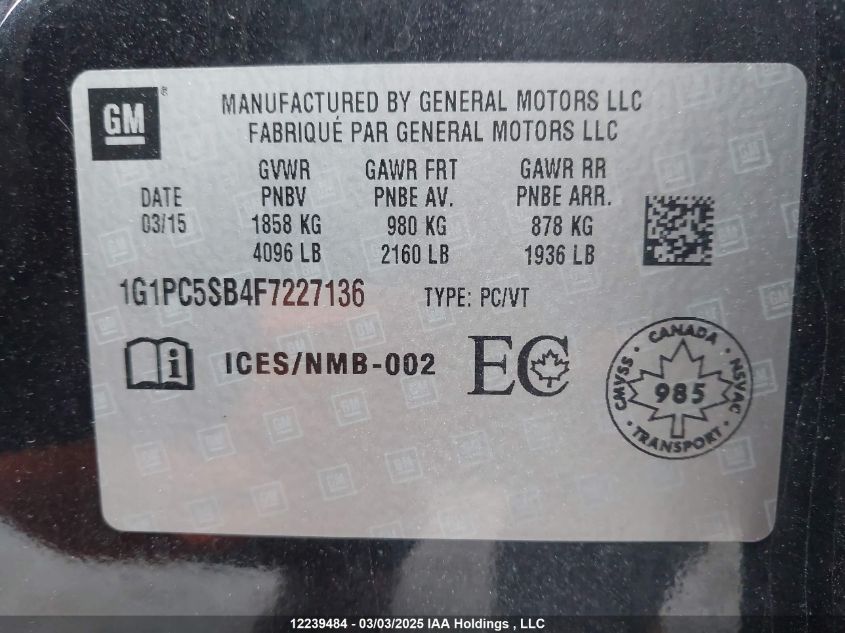 GM
MANUFACTURED BY GENERAL MOTORS LLC
FABRIQUÉ PAR GENERAL MOTORS LLC
DATE
03/15
GVWR
PNBV
1858 KG
4096 LB
GAWR FRT
PNBE AV.
980 KG
2160 LB
GAWR RR
PNBE ARR.
878 KG
1936 LB
1G1PC5SB4F7227136 TYPE: PC/VT
i ICES/NMB-002 EC
CANADA
CMVSS 985 NSVAC
TRANSPORT
12239484 - 03/03/2025 IAA Holdings , LLC